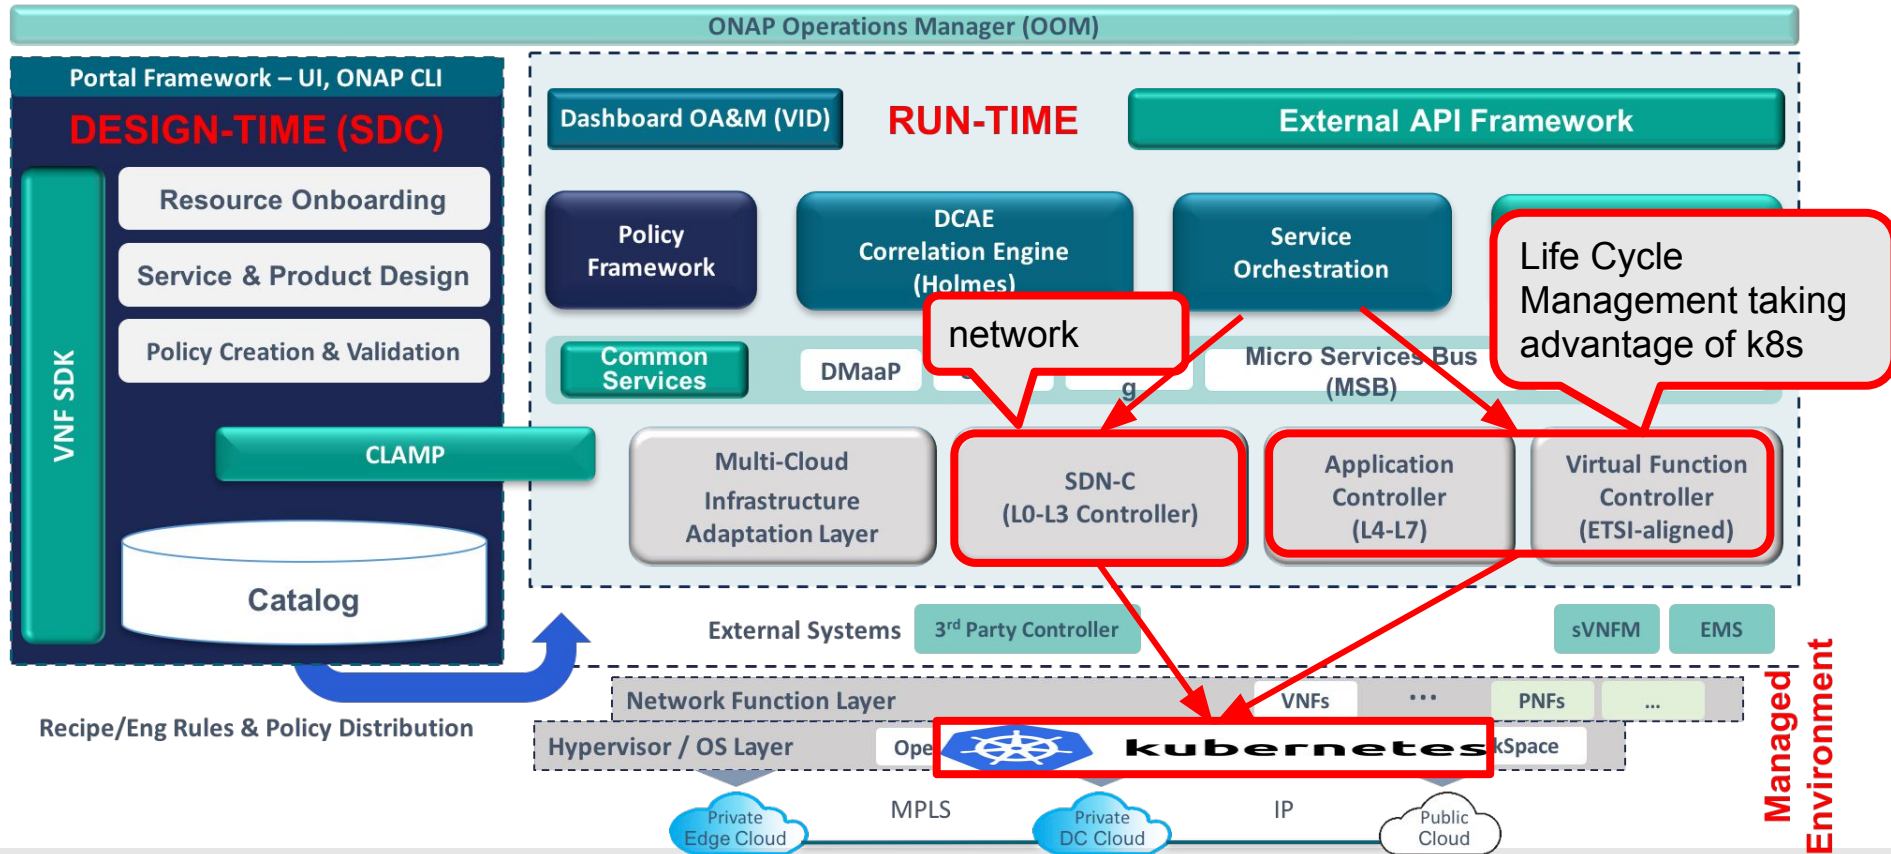 ONAP Operations Manager (OOM)
Portal Framework – UI, ONAP CLI
DESIGN-TIME (SDC)
VNF SDK
Resource Onboarding
Service & Product Design
Policy Creation & Validation
CLAMP
Catalog
Recipe/Eng Rules & Policy Distribution
Dashboard OA&M (VID)
RUN-TIME
External API Framework
Policy
Framework
DCAE
Correlation Engine
(Holmes)
Service
Orchestration
Life Cycle
Management taking
advantage of k8s
network
Common
Services
DMaaP
g
Micro Services Bus
(MSB)
Multi-Cloud
Infrastructure
Adaptation Layer
SDN-C
(L0-L3 Controller)
Application
Controller
(L4-L7)
Virtual Function
Controller
(ETSI-aligned)
External Systems
3rd Party Controller
sVNFM
EMS
Network Function Layer
VNFs
...
PNFs
...
Hypervisor / OS Layer
Ope
kubernetes
kSpace
Managed
Environment
Private
Edge Cloud
MPLS
Private
DC Cloud
IP
Public
Cloud